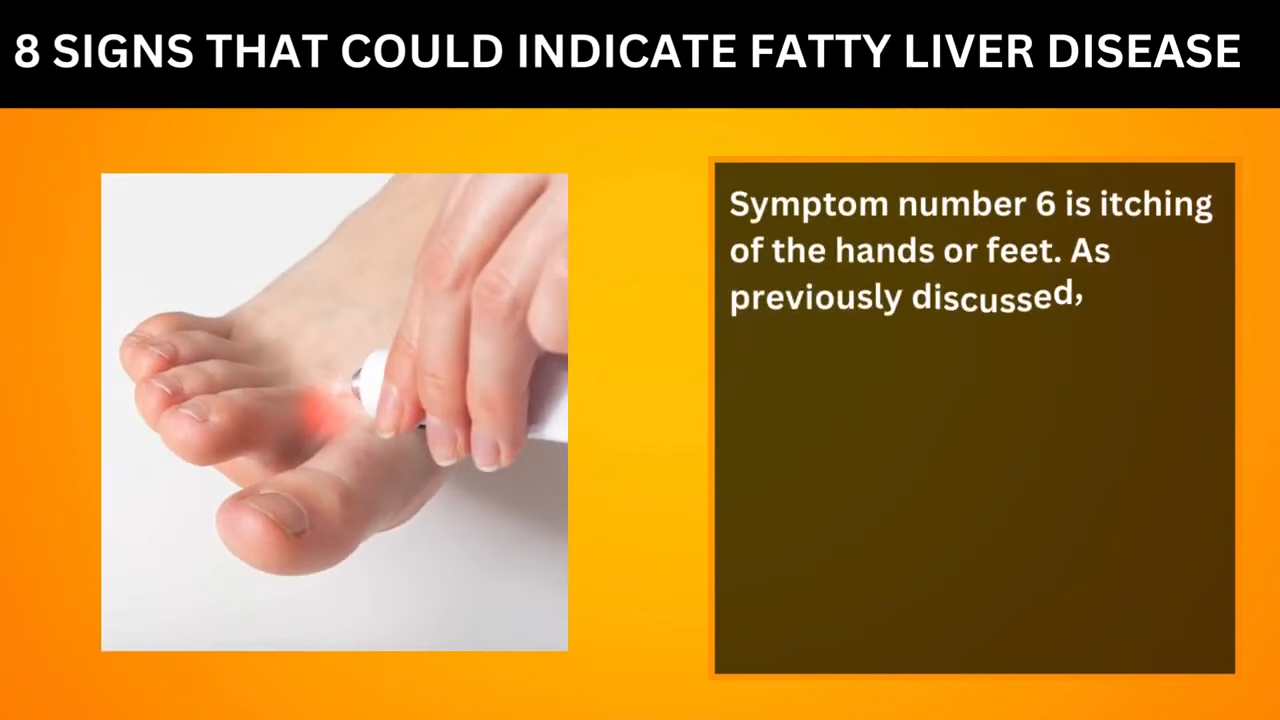 8 SIGNS THAT COULD INDICATE FATTY LIVER DISEASE
Symptom number 6 is itching
of the hands or feet. As
previously discussed,